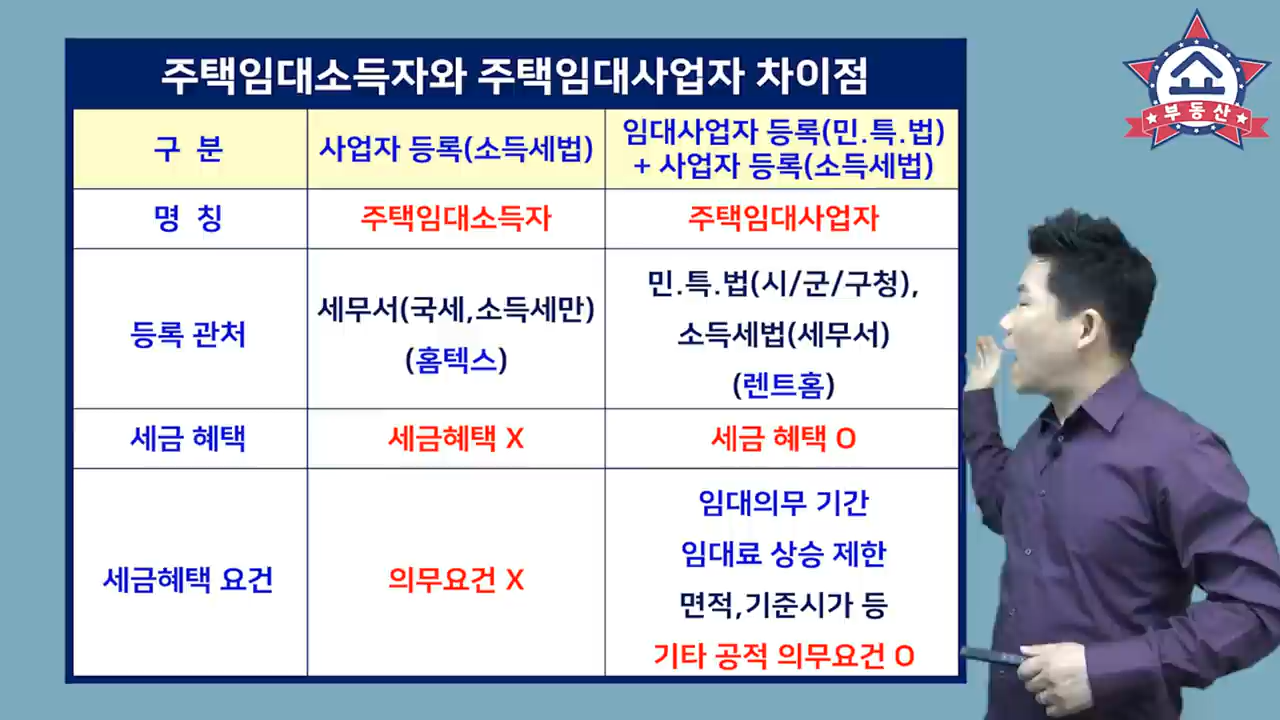 주택임대소득자와 주택임대사업자 차이점
구 분
사업자 등록(소득세법)
임대사업자 등록(민.특.법)
+ 사업자 등록(소득세법)
명 칭
주택임대소득자
주택임대사업자
등록 관처
세무서(국세,소득세만)
(홈텍스)
민.특.법(시/군/구청),
소득세법(세무서)
(렌트홈)
세금 혜택
세금혜택 X
세금 혜택 O
세금혜택 요건
의무요건 X
임대의무 기간
임대료 상승 제한
면적,기준시가 등
기타 공적 의무요건 O
부동산